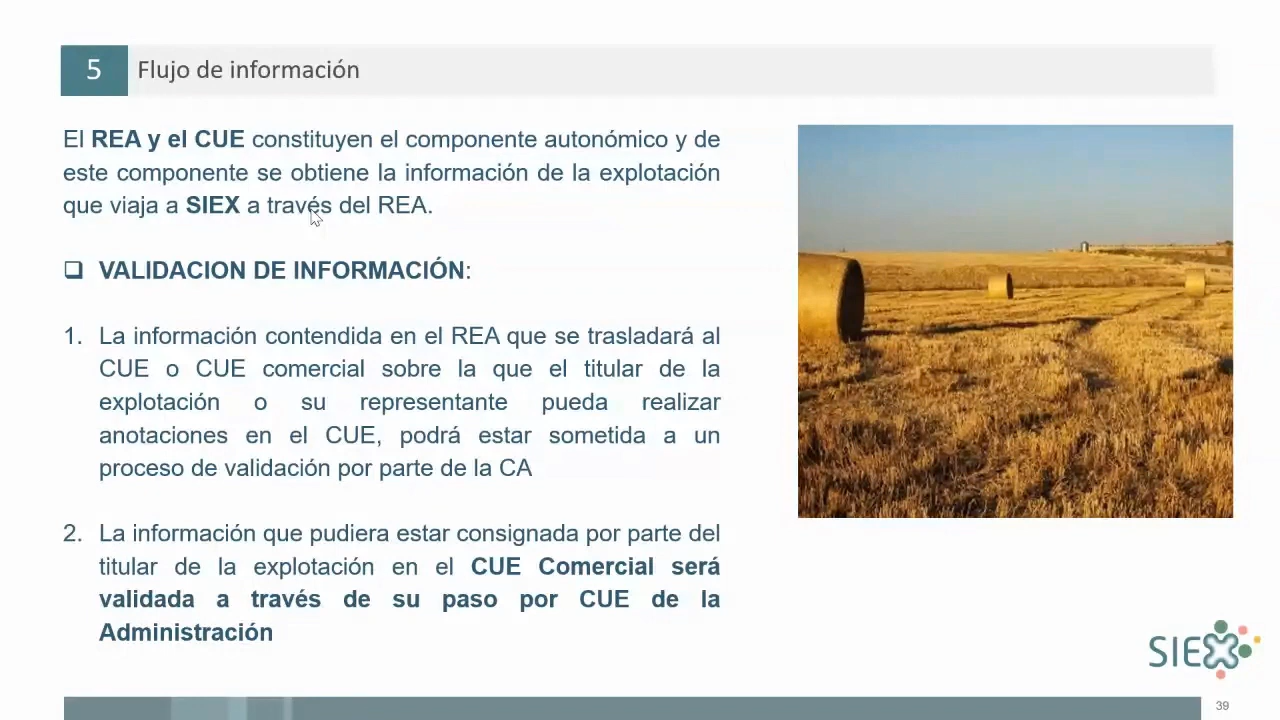 5 Flujo de información
El REA y el CUE constituyen el componente autonómico y de
este componente se obtiene la información de la explotación
que viaja a SIEX a través del REA.
❑ VALIDACION DE INFORMACIÓN:
1. La información contendida en el REA que se trasladará al
CUE o CUE comercial sobre la que el titular de la
explotación o su representante pueda realizar
anotaciones en el CUE, podrá estar sometida a un
proceso de validación por parte de la CA
2. La información que pudiera estar consignada por parte del
titular de la explotación en el CUE Comercial será
validada a través de su paso por CUE de la
Administración
SIEX
39